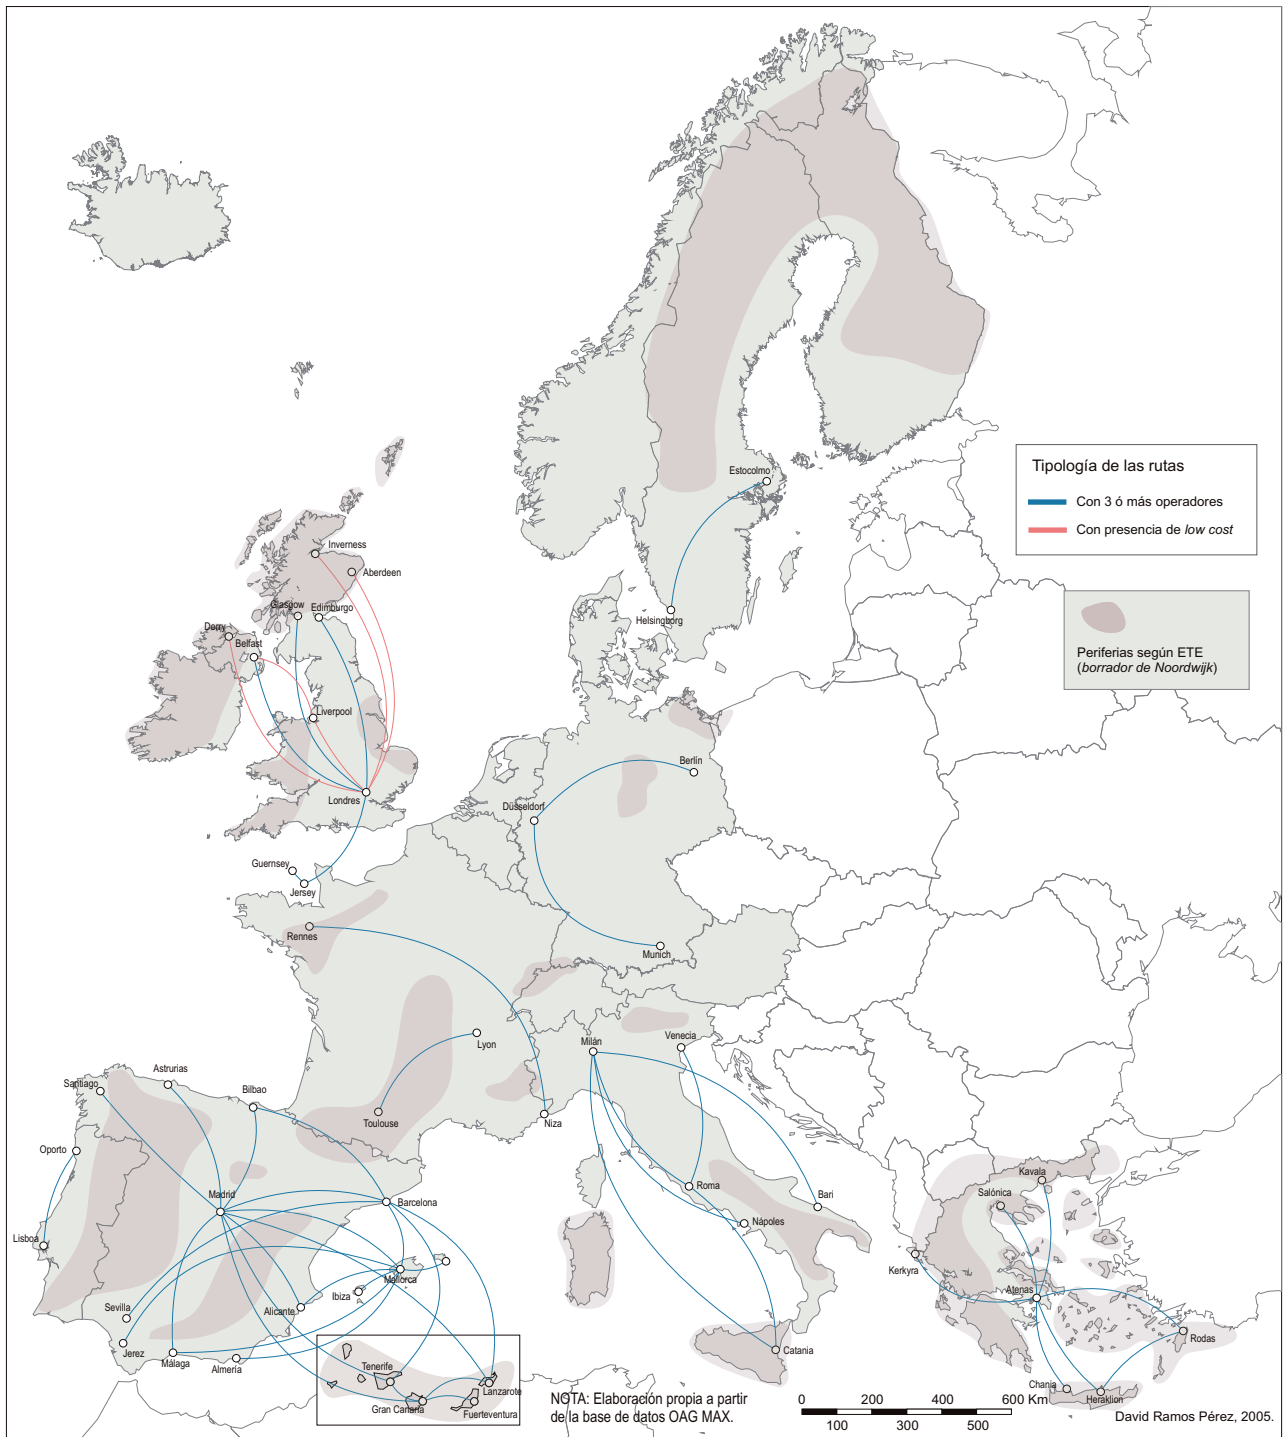 Estocolmo
Tipología de las rutas
Con 3 ó más operadores
Con presencia de low cost
Inverness
Aberdeen
Glasgow
Edimburgo
Helsingborg
Derry
Belfast
Periferias según ETE
(borrador de Noordwijk)
Liverpool
Berlín
Londres
Düsseldorf
Guernsey
Jersey
Rennes
Munich
Lyon
Milán
Venecia
Santiago
Asturias
Bilbao
Toulouse
Niza
Oporto
Kavala
Madrid
Barcelona
Roma
Bari
Salónica
Nápoles
Lisboa
Kerkyra
Mellorca
Ibiza
Atenas
Sevilla
Alicante
Rodas
Jerez
Málaga
Almería
Catania
Tenerife
Lanzarote
Gran Canaria
Fuerteventura
Chania
Heraklion
NOTA: Elaboración propia a partir
de la base de datos OAG MAX.
0 200 400 600 Km
100 300 500
David Ramos Pérez, 2005.